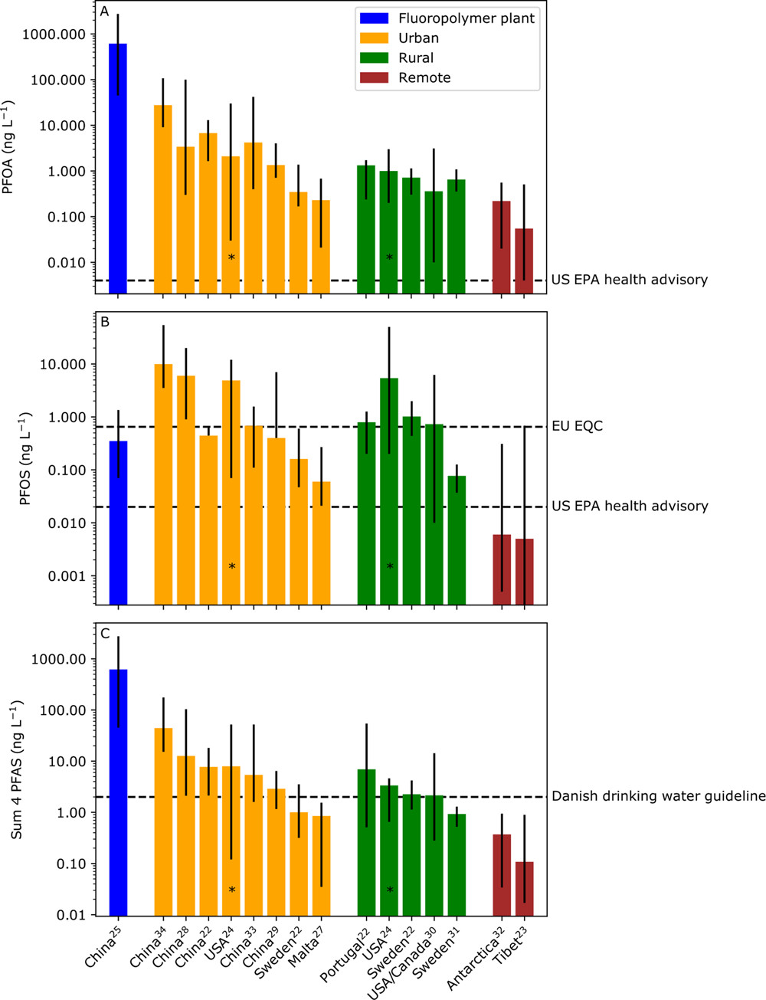 A
Fluoropolymer plant
Urban
Rural
Remote
1000.000
100.000
10.000
1.000
0.100
0.010
PFOA (ng L⁻¹)
*
*
US EPA health advisory
B
10.000
1.000
0.100
0.010
0.001
PFOS (ng L⁻¹)
*
*
EU EQC
US EPA health advisory
C
1000.00
100.00
10.00
1.00
0.10
0.01
Sum 4 PFAS (ng L⁻¹)
*
*
Danish drinking water guideline
China²⁵
China³⁴
China²⁸
China²²
USA²⁴
China³³
China²⁹
Sweden²²
Malta²⁷
Portugal²²
USA²⁴
Sweden²²
USA/Canada³⁰
Sweden³¹
Antarctica³²
Tibet²³